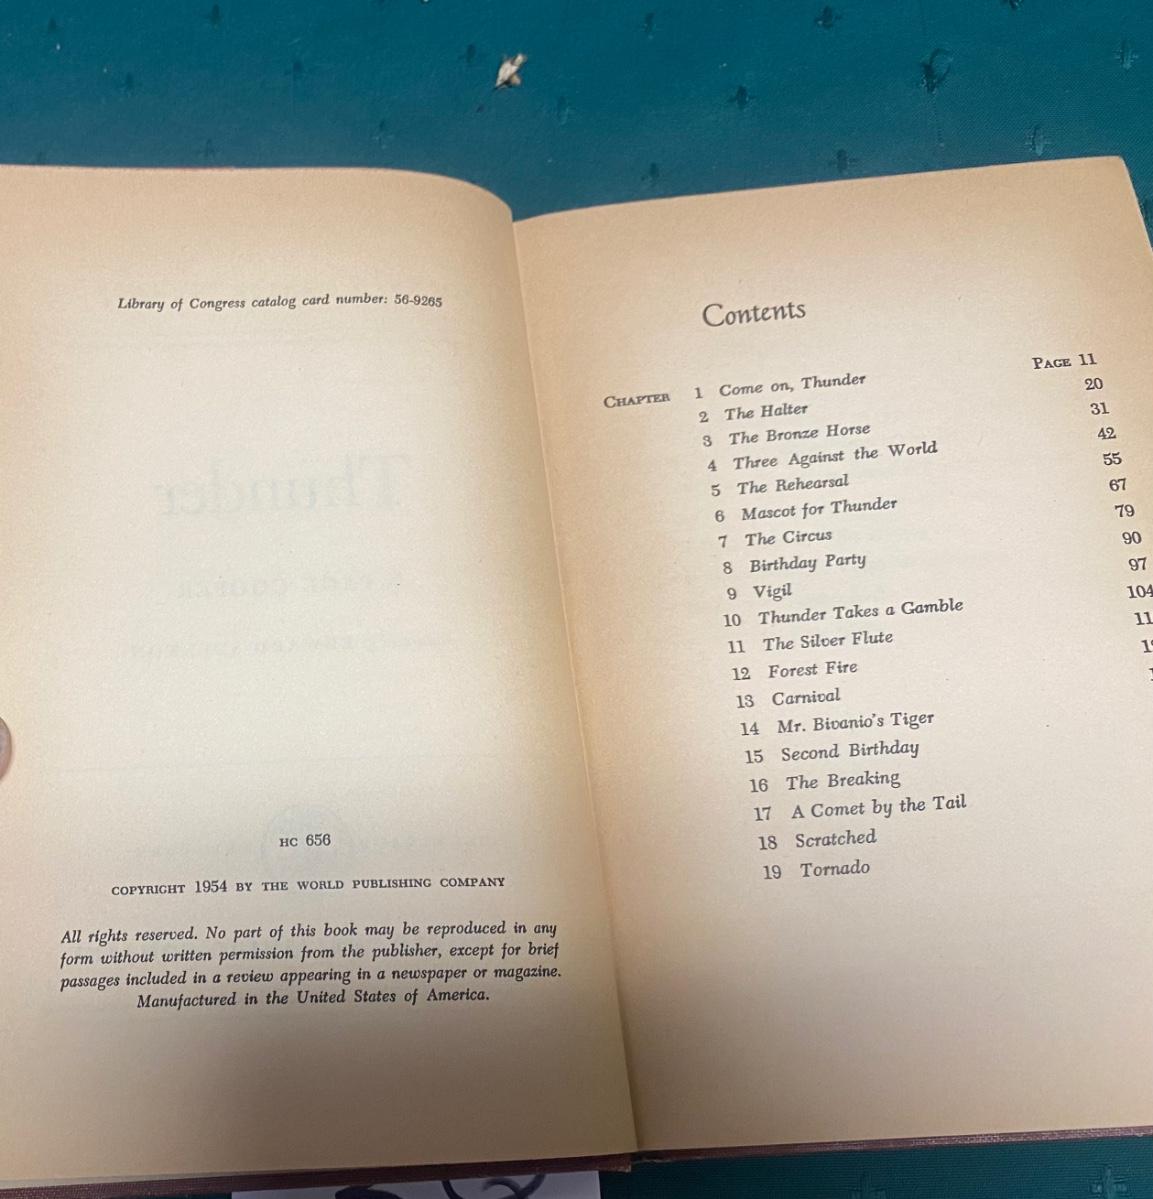 Library of Congress catalog card number: 56-9265
Thunder
HC 656
COPYRIGHT 1954 BY THE WORLD PUBLISHING COMPANY
All rights reserved. No part of this book may be reproduced in any
form without written permission from the publisher, except for brief
passages included in a review appearing in a newspaper or magazine.
Manufactured in the United States of America.
Contents
CHAPTER 1 Come on, Thunder PAGE 11
2 The Halter 20
3 The Bronze Horse 31
4 Three Against the World 42
5 The Rehearsal 55
6 Mascot for Thunder 67
7 The Circus 79
8 Birthday Party 90
9 Vigil 97
10 Thunder Takes a Gamble 104
11 The Silver Flute 11
12 Forest Fire
13 Carnival
14 Mr. Bivanio's Tiger
15 Second Birthday
16 The Breaking
17 A Comet by the Tail
18 Scratched
19 Tornado